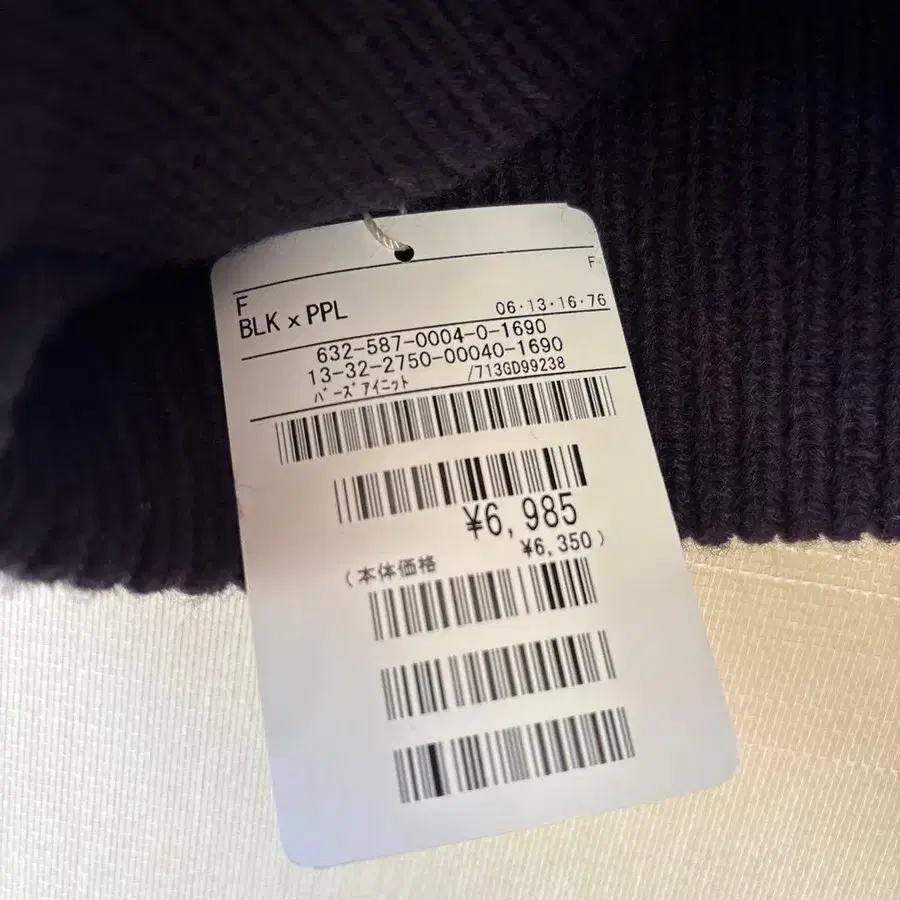 F
F
BLK x PPL 06・13・16・76
632-587-0004-0-1690
13-32-2750-00040-1690
バーズアイニット /713GD99238
¥6,985
(本体価格 ¥6,350)